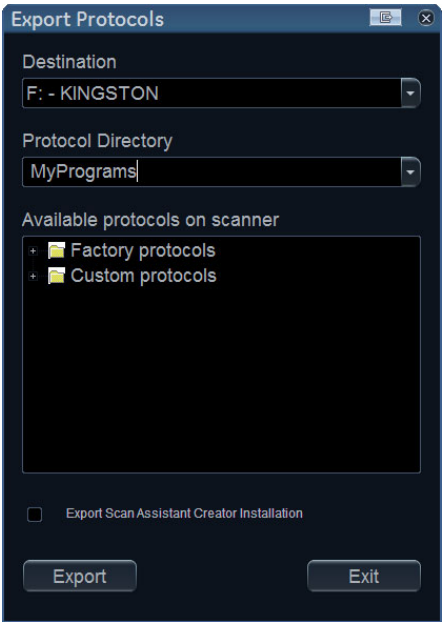 Export Protocols
Destination
F: - KINGSTON
Protocol Directory
MyPrograms
Available protocols on scanner
Factory protocols
Custom protocols
Export Scan Assistant Creator Installation
Export
Exit